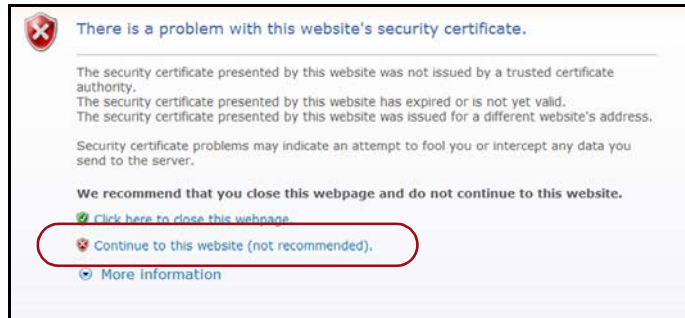 There is a problem with this website's security certificate.
The security certificate presented by this website was not issued by a trusted certificate
authority.
The security certificate presented by this website has expired or is not yet valid.
The security certificate presented by this website was issued for a different website's address.
Security certificate problems may indicate an attempt to fool you or intercept any data you
send to the server.
We recommend that you close this webpage and do not continue to this website.
Click here to close this webpage.
Continue to this website (not recommended).
More information